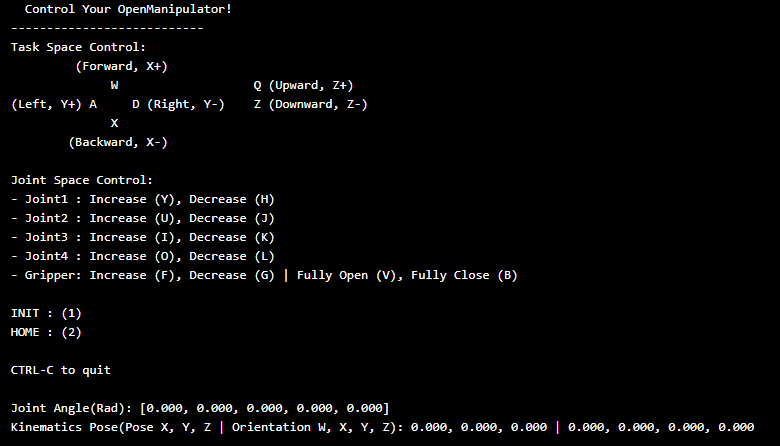 Control Your OpenManipulator!
---------------------------
Task Space Control:
(Forward, X+)
W Q (Upward, Z+)
(Left, Y+) A D (Right, Y-) Z (Downward, Z-)
X
(Backward, X-)
Joint Space Control:
- Joint1 : Increase (Y), Decrease (H)
- Joint2 : Increase (U), Decrease (J)
- Joint3 : Increase (I), Decrease (K)
- Joint4 : Increase (O), Decrease (L)
- Gripper: Increase (F), Decrease (G) | Fully Open (V), Fully Close (B)
INIT : (1)
HOME : (2)
CTRL-C to quit
Joint Angle(Rad): [0.000, 0.000, 0.000, 0.000, 0.000]
Kinematics Pose(Pose X, Y, Z | Orientation W, X, Y, Z): 0.000, 0.000, 0.000 | 0.000, 0.000, 0.000, 0.000